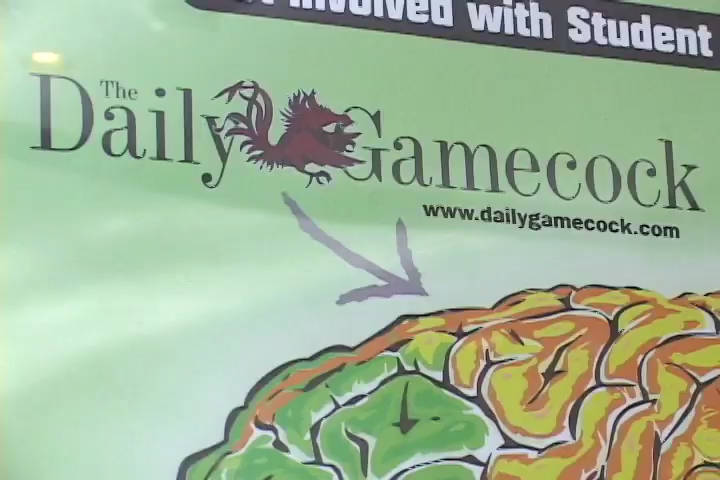 Involved with Student
The Daily Gamecock
www.dailygamecock.com